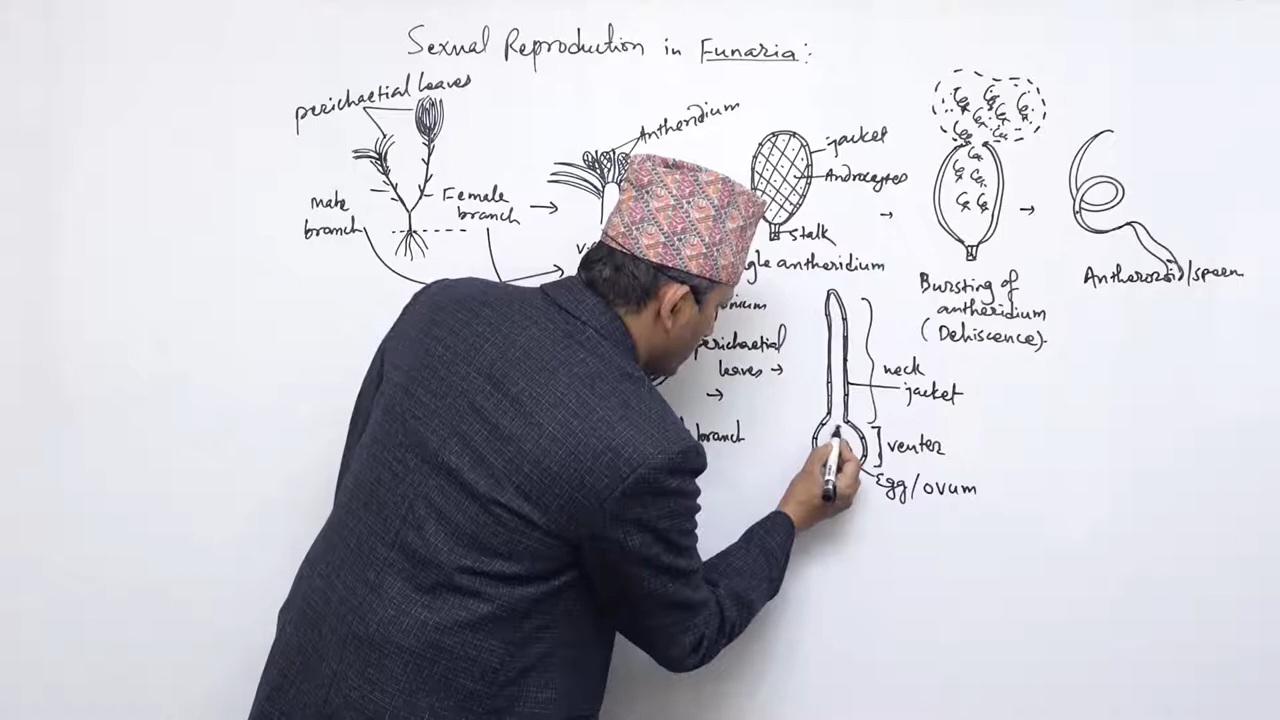 Sexual Reproduction in Funaria:
perichaetial leaves
male
branch
Female
branch
Antheridium
jacket
Androcytes
stalk
antheridium
Bursting of
antheridium
(Dehiscence).
Antherozoid/sperm
perichaetial
leaves
branch
neck
jacket
venter
Egg/ovum